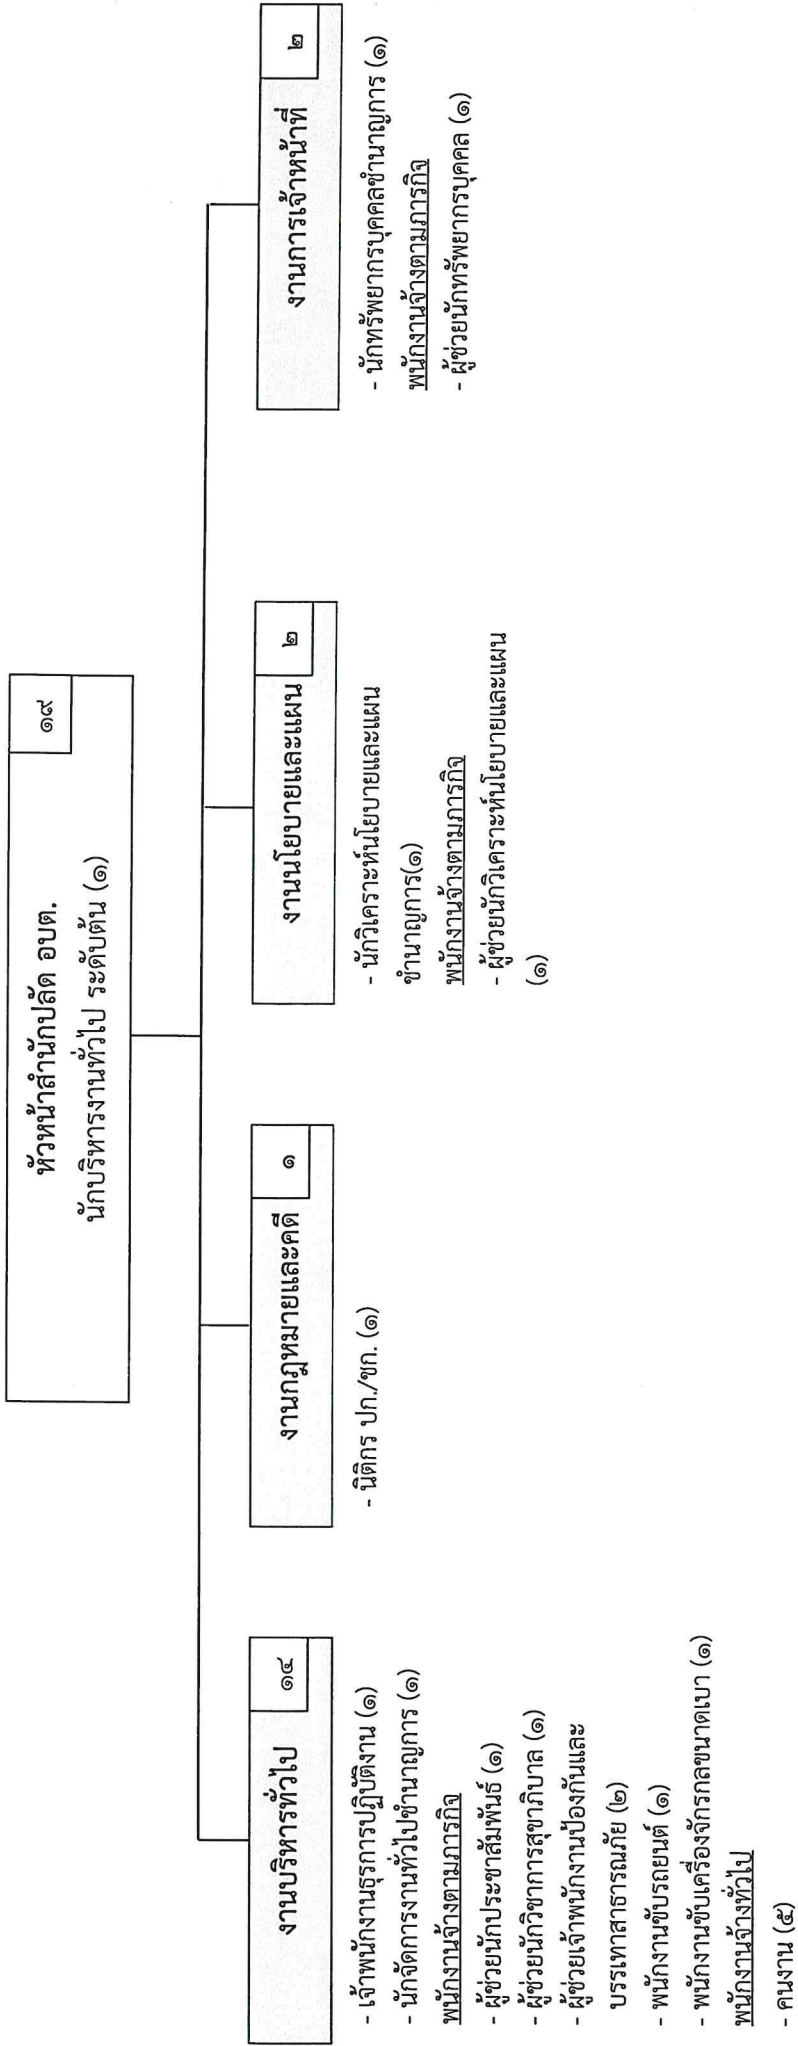 หัวหน้าสำนักปลัด อบต.
นักบริหารงานทั่วไป ระดับต้น (๑)
๑๙
งานบริหารทั่วไป
๑๔
- เจ้าพนักงานธุรการปฏิบัติงาน (๑)
- นักจัดการงานทั่วไปชำนาญการ (๑)
พนักงานจ้างตามภารกิจ
- ผู้ช่วยนักประชาสัมพันธ์ (๑)
- ผู้ช่วยนักวิชาการสุขาภิบาล (๑)
- ผู้ช่วยเจ้าพนักงานป้องกันและ
บรรเทาสาธารณภัย (๒)
- พนักงานขับรถยนต์ (๑)
- พนักงานขับเครื่องจักรกลขนาดเบา (๑)
พนักงานจ้างทั่วไป
- คนงาน (๕)
งานกฎหมายและคดี
๑
- นิติกร ปก./ชก. (๑)
งานนโยบายและแผน
๒
- นักวิเคราะห์นโยบายและแผน
ชำนาญการ(๑)
พนักงานจ้างตามภารกิจ
- ผู้ช่วยนักวิเคราะห์นโยบายและแผน
(๑)
งานการเจ้าหน้าที่
๒
- นักทรัพยากรบุคคลชำนาญการ (๑)
พนักงานจ้างตามภารกิจ
- ผู้ช่วยนักทรัพยากรบุคคล (๑)